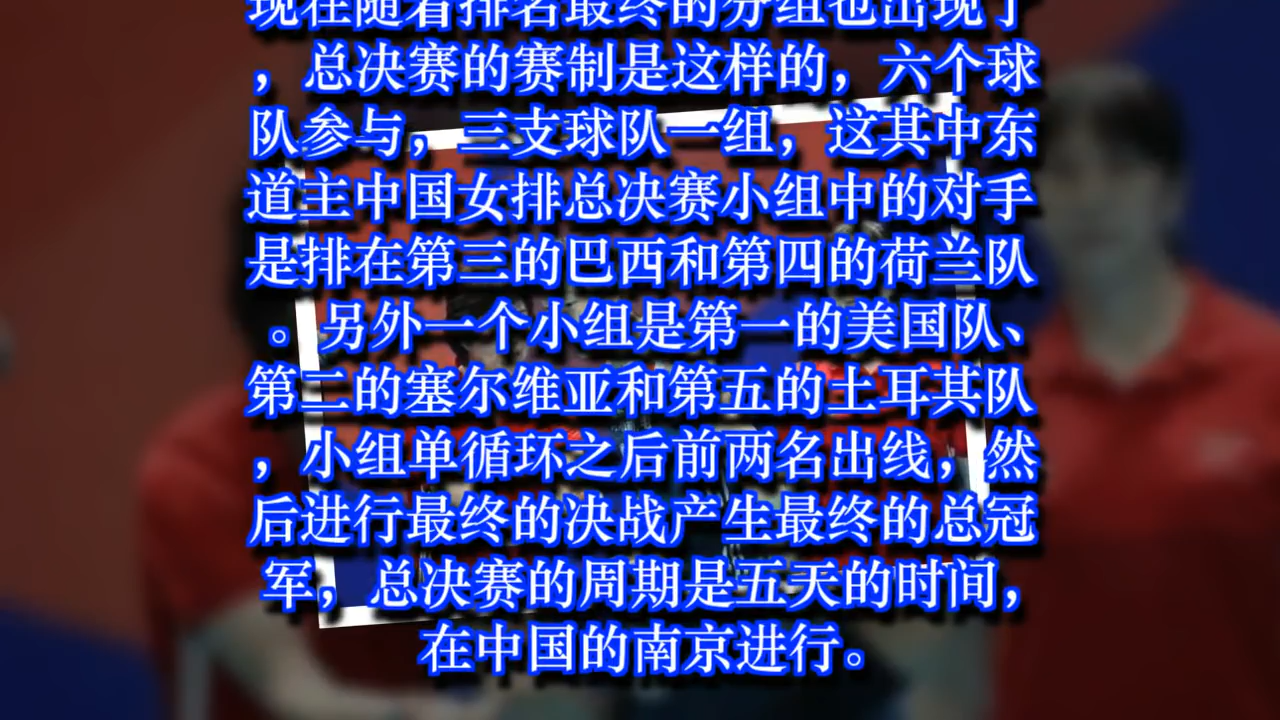 现在随着排名最终的分组也出现了
，总决赛的赛制是这样的，六个球
队参与，三支球队一组，这其中东
道主中国女排总决赛小组中的对手
是排在第三的巴西和第四的荷兰队
。另外一个小组是第一的美国队、
第二的塞尔维亚和第五的土耳其队
，小组单循环之后前两名出线，然
后进行最终的决战产生最终的总冠
军，总决赛的周期是五天的时间，
在中国的南京进行。